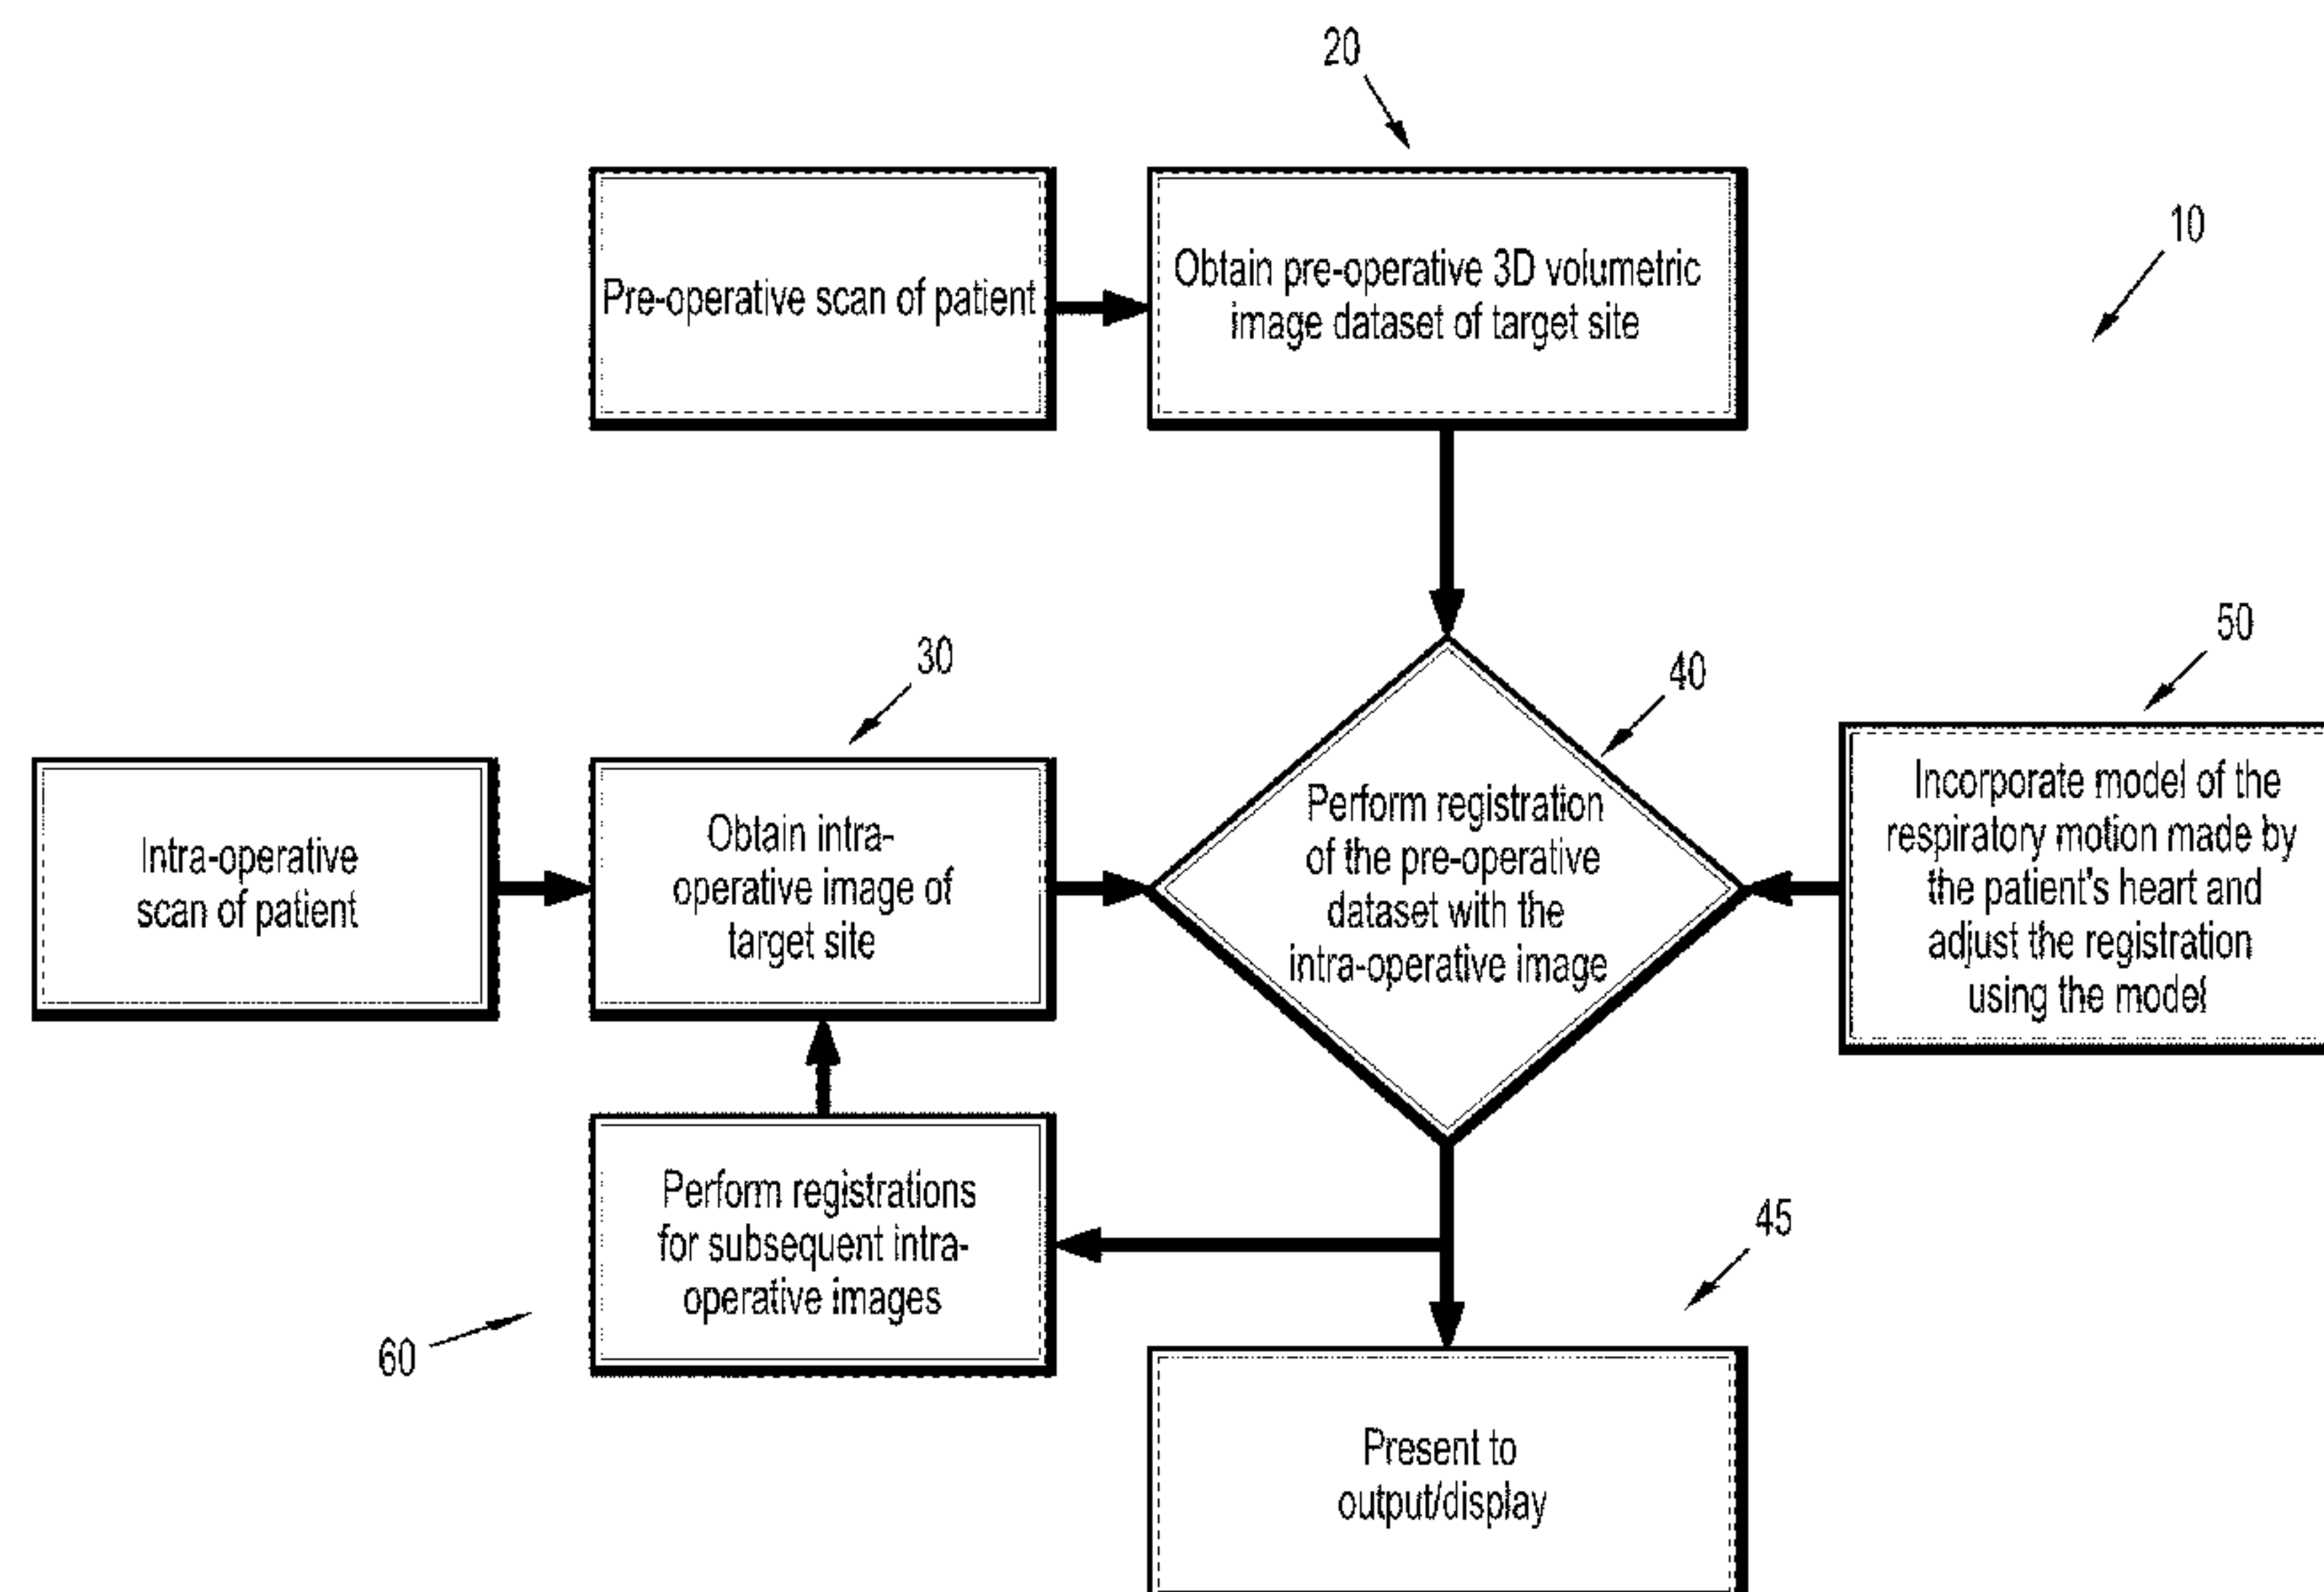 20
10
Pre-operative scan of patient
Obtain pre-operative 3D volumetric
image dataset of target site
30
40
50
Intra-operative
scan of patient
Obtain intra-
operative image of
target site
Perform registration
of the pre-operative
dataset with the
intra-operative image
Incorporate model of the
respiratory motion made by
the patient's heart and
adjust the registration
using the model
Perform registrations
for subsequent intra-
operative images
60
45
Present to
output/display